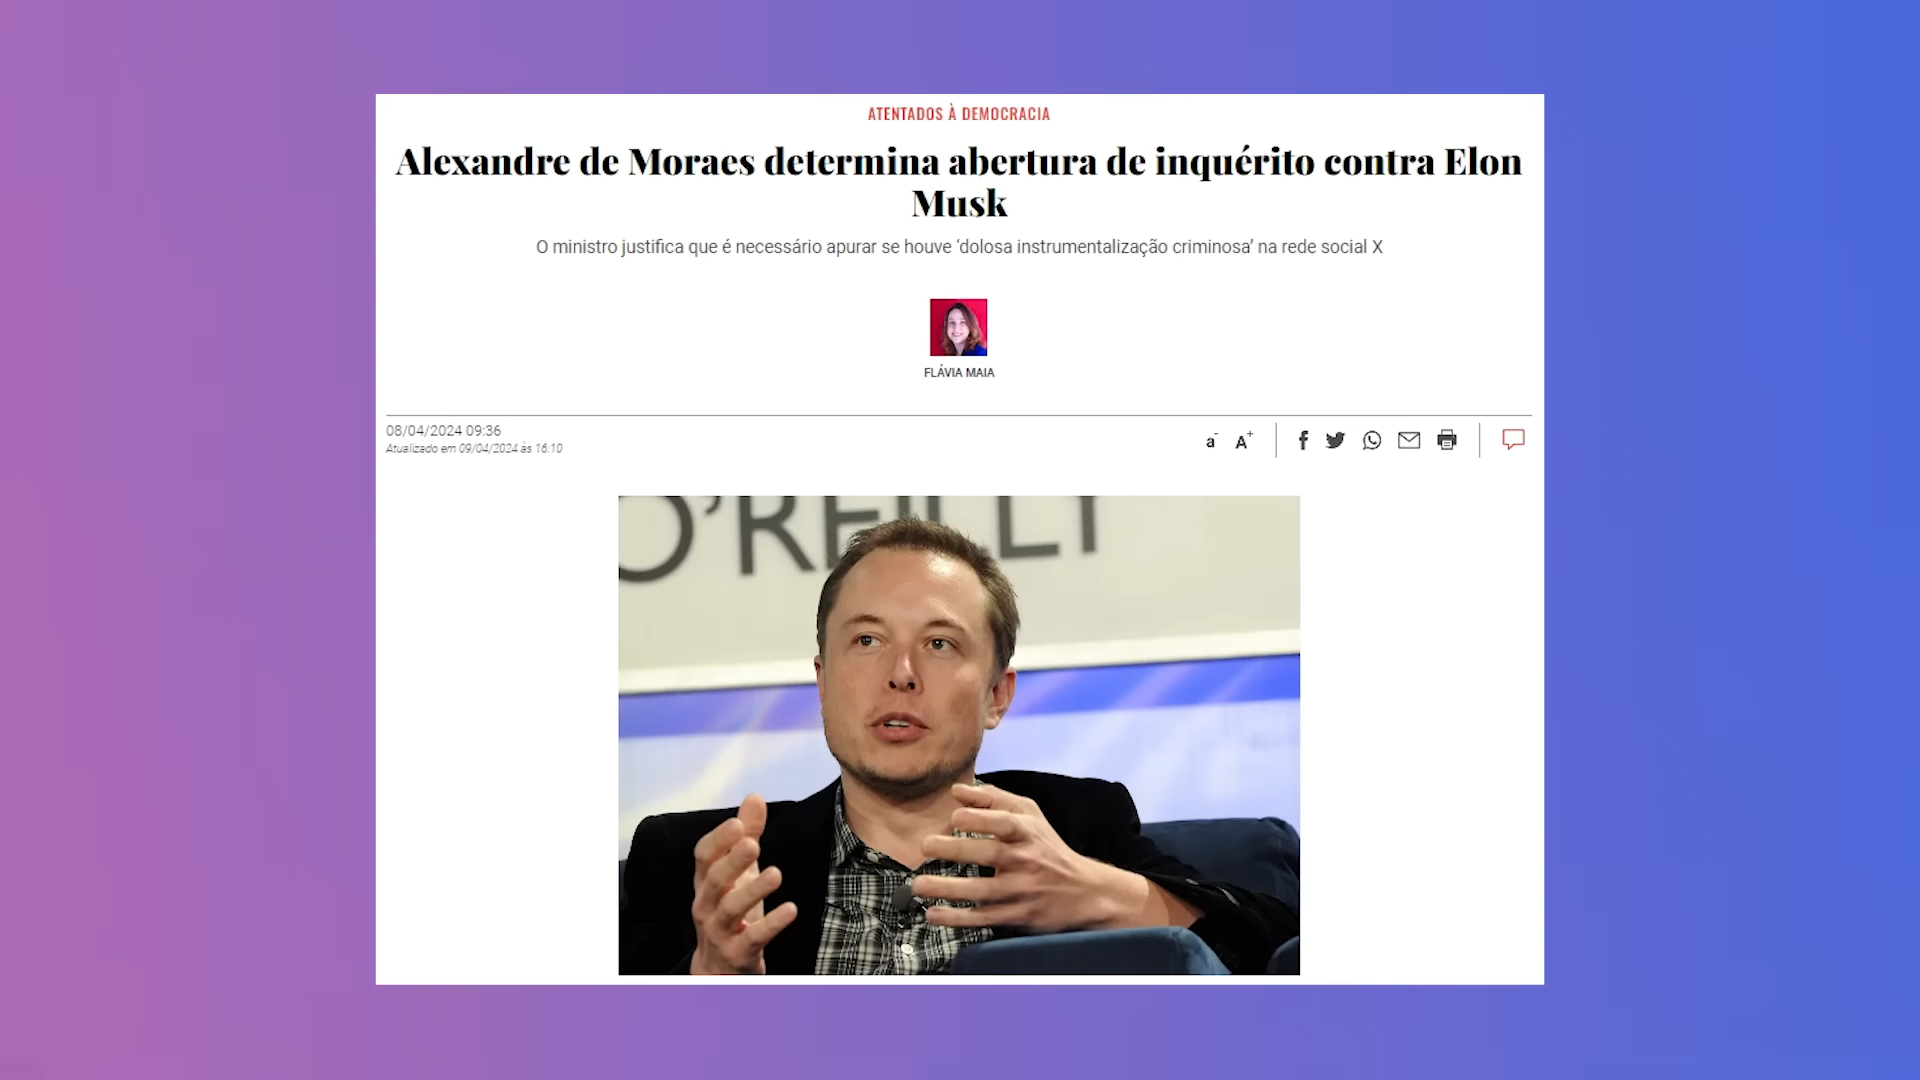 ATENTADOS À DEMOCRACIA
Alexandre de Moraes determina abertura de inquérito contra Elon
Musk
O ministro justifica que é necessário apurar se houve ‘dolosa instrumentalização criminosa’ na rede social X
FLÁVIA MAIA
08/04/2024 09:36
Atualizado em 09/04/2024 às 16:10
a- A+
O’REILLY